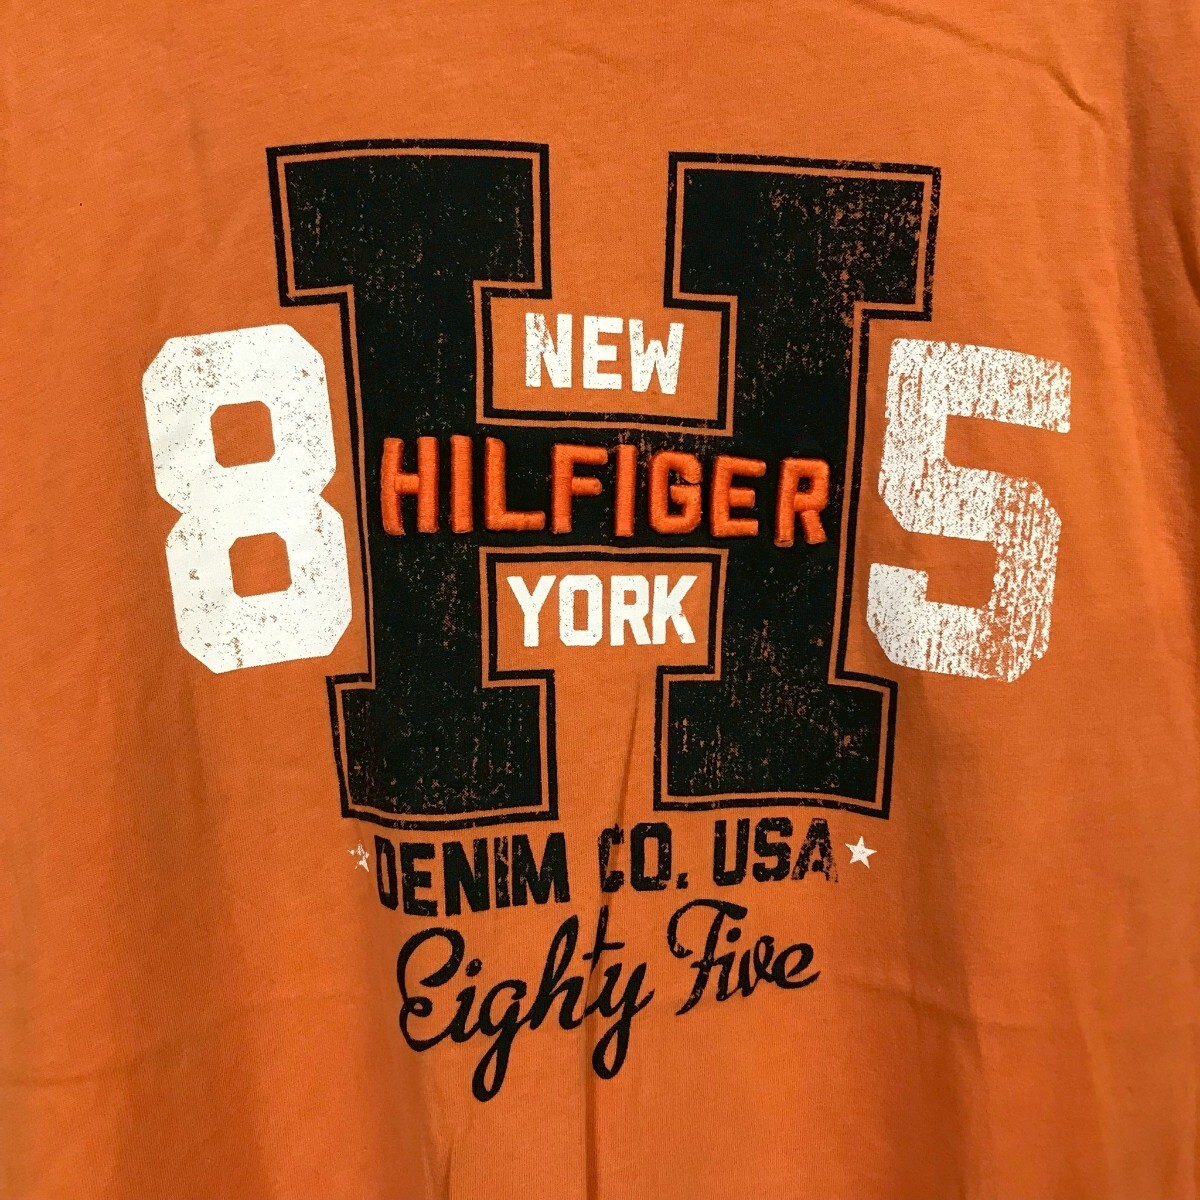 H
NEW
8 HILFIGER 5
YORK
DENIM CO. USA
Eighty Five